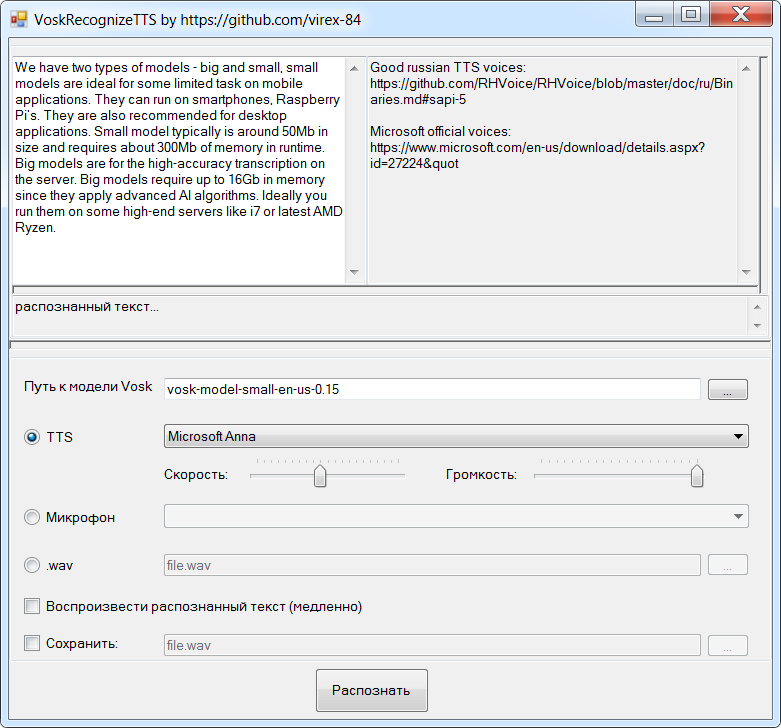 VoskRecognizeTTS by https://github.com/virex-84
We have two types of models - big and small, small
models are ideal for some limited task on mobile
applications. They can run on smartphones, Raspberry
Pi's. They are also recommended for desktop
applications. Small model typically is around 50Mb in
size and requires about 300Mb of memory in runtime.
Big models are for the high-accuracy transcription on
the server. Big models require up to 16Gb in memory
since they apply advanced AI algorithms. Ideally you
run them on some high-end servers like i7 or latest AMD
Ryzen.
Good russian TTS voices:
https://github.com/RHVoice/RHVoice/blob/master/doc/ru/Bin
aries.md#sapi-5
Microsoft official voices:
https://www.microsoft.com/en-us/download/details.aspx?
id=27224&quot
распознанный текст...
Путь к модели Vosk
vosk-model-small-en-us-0.15
...
TTS
Microsoft Anna
Скорость:
Громкость:
Микрофон
.wav
file.wav
...
Воспроизвести распознанный текст (медленно)
Сохранить:
file.wav
...
Распознать